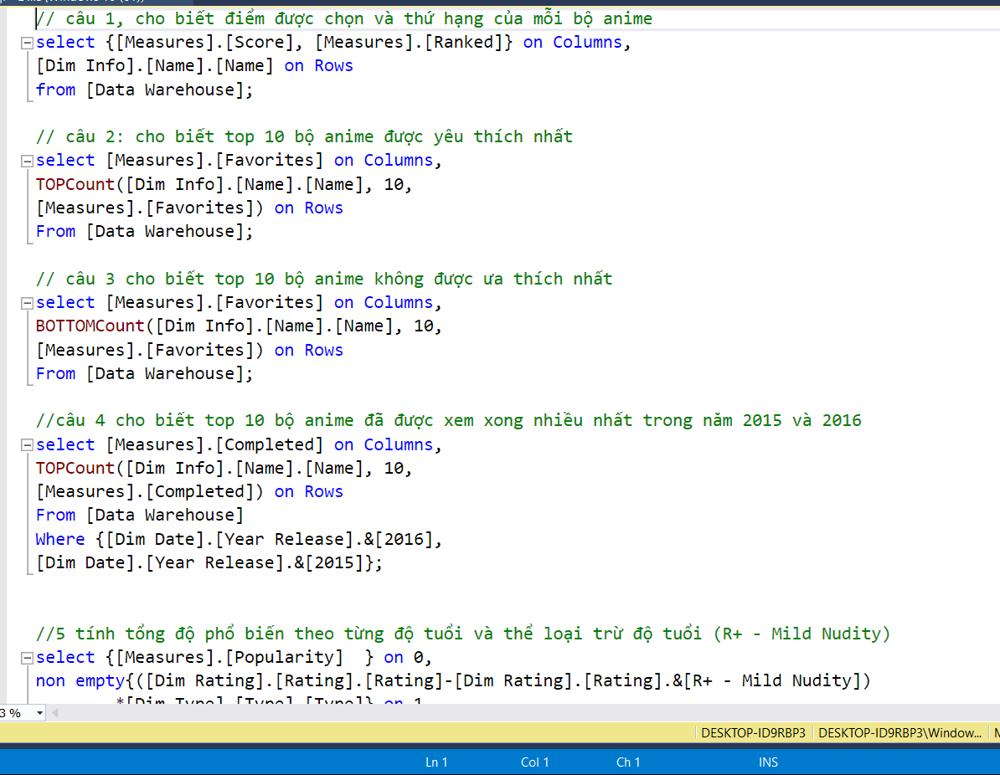 // câu 1, cho biết điểm được chọn và thứ hạng của mỗi bộ anime
select {[Measures].[Score], [Measures].[Ranked]} on Columns,
[Dim Info].[Name].[Name] on Rows
from [Data Warehouse];
// câu 2: cho biết top 10 bộ anime được yêu thích nhất
select [Measures].[Favorites] on Columns,
TOPCount([Dim Info].[Name].[Name], 10,
[Measures].[Favorites]) on Rows
From [Data Warehouse];
// câu 3 cho biết top 10 bộ anime không được ưa thích nhất
select [Measures].[Favorites] on Columns,
BOTTOMCount([Dim Info].[Name].[Name], 10,
[Measures].[Favorites]) on Rows
From [Data Warehouse];
//câu 4 cho biết top 10 bộ anime đã được xem xong nhiều nhất trong năm 2015 và 2016
select [Measures].[Completed] on Columns,
TOPCount([Dim Info].[Name].[Name], 10,
[Measures].[Completed]) on Rows
From [Data Warehouse]
Where {[Dim Date].[Year Release].&[2016],
[Dim Date].[Year Release].&[2015]};
//5 tính tổng độ phổ biến theo từng độ tuổi và thể loại trừ độ tuổi (R+ - Mild Nudity)
select {[Measures].[Popularity]  } on 0,
non empty{([Dim Rating].[Rating].[Rating]-[Dim Rating].[Rating].&[R+ - Mild Nudity])
*[Dim Type].[Type].[Type]} on 1
3 %
DESKTOP-ID9RBP3 DESKTOP-ID9RBP3\Window...
Ln 1 Col 1 Ch 1 INS